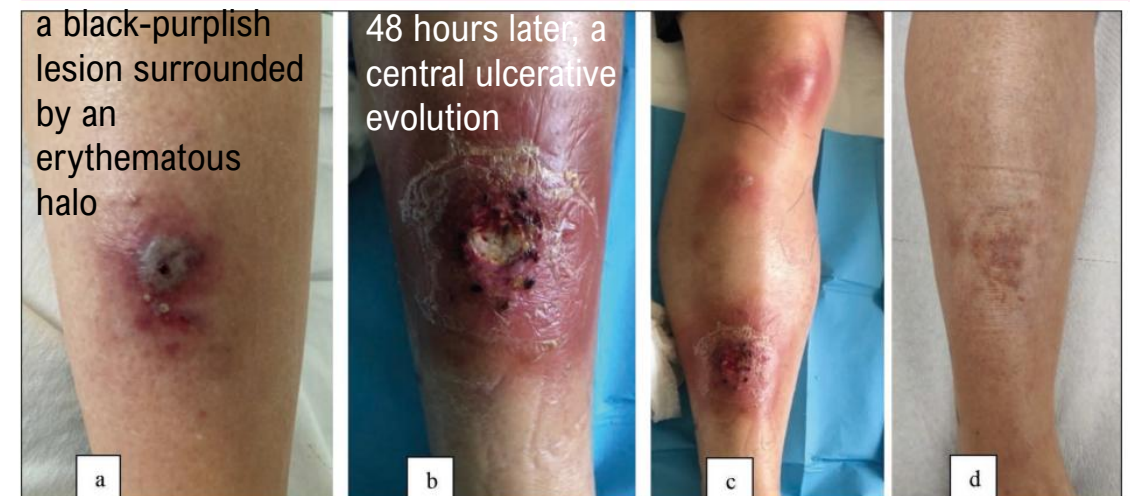 a black-purplish
lesion surrounded
by an
erythematous
halo
48 hours later, a
central ulcerative
evolution
a
b
c
d